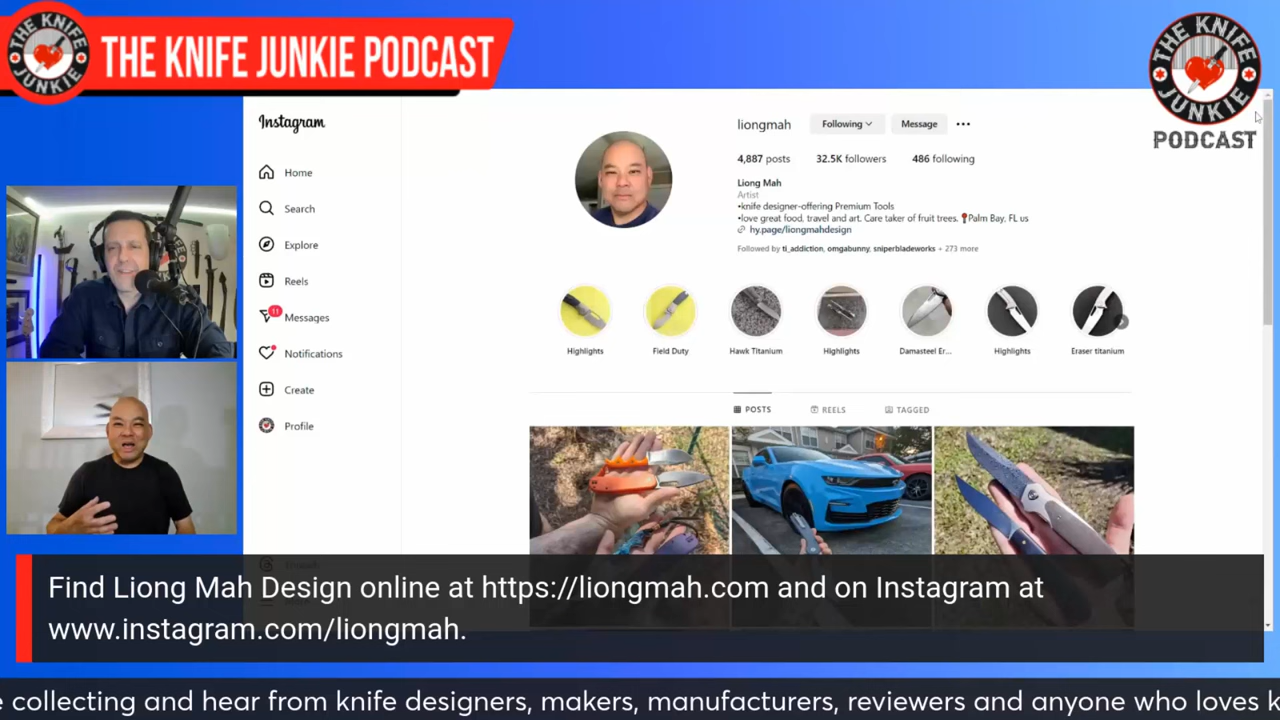 THE KNIFE JUNKIE
THE KNIFE JUNKIE PODCAST
THE KNIFE JUNKIE
PODCAST
Instagram
Home
Search
Explore
Reels
11
Messages
Notifications
Create
Profile
liongmah Following Message •••
4,887 posts 32.5K followers 486 following
Liong Mah
Artist
•knife designer-offering Premium Tools
•love great food, travel and art. Care taker of fruit trees. 📍Palm Bay, FL us
hy.page/liongmahdesign
Followed by ti_addiction, omgabunny, sniperbladeworks + 273 more
Highlights Field Duty Hawk Titanium Highlights Damasteel Er... Highlights Eraser titanium
POSTS REELS TAGGED
Find Liong Mah Design online at https://liongmah.com and on Instagram at
www.instagram.com/liongmah.
e collecting and hear from knife designers, makers, manufacturers, reviewers and anyone who loves k